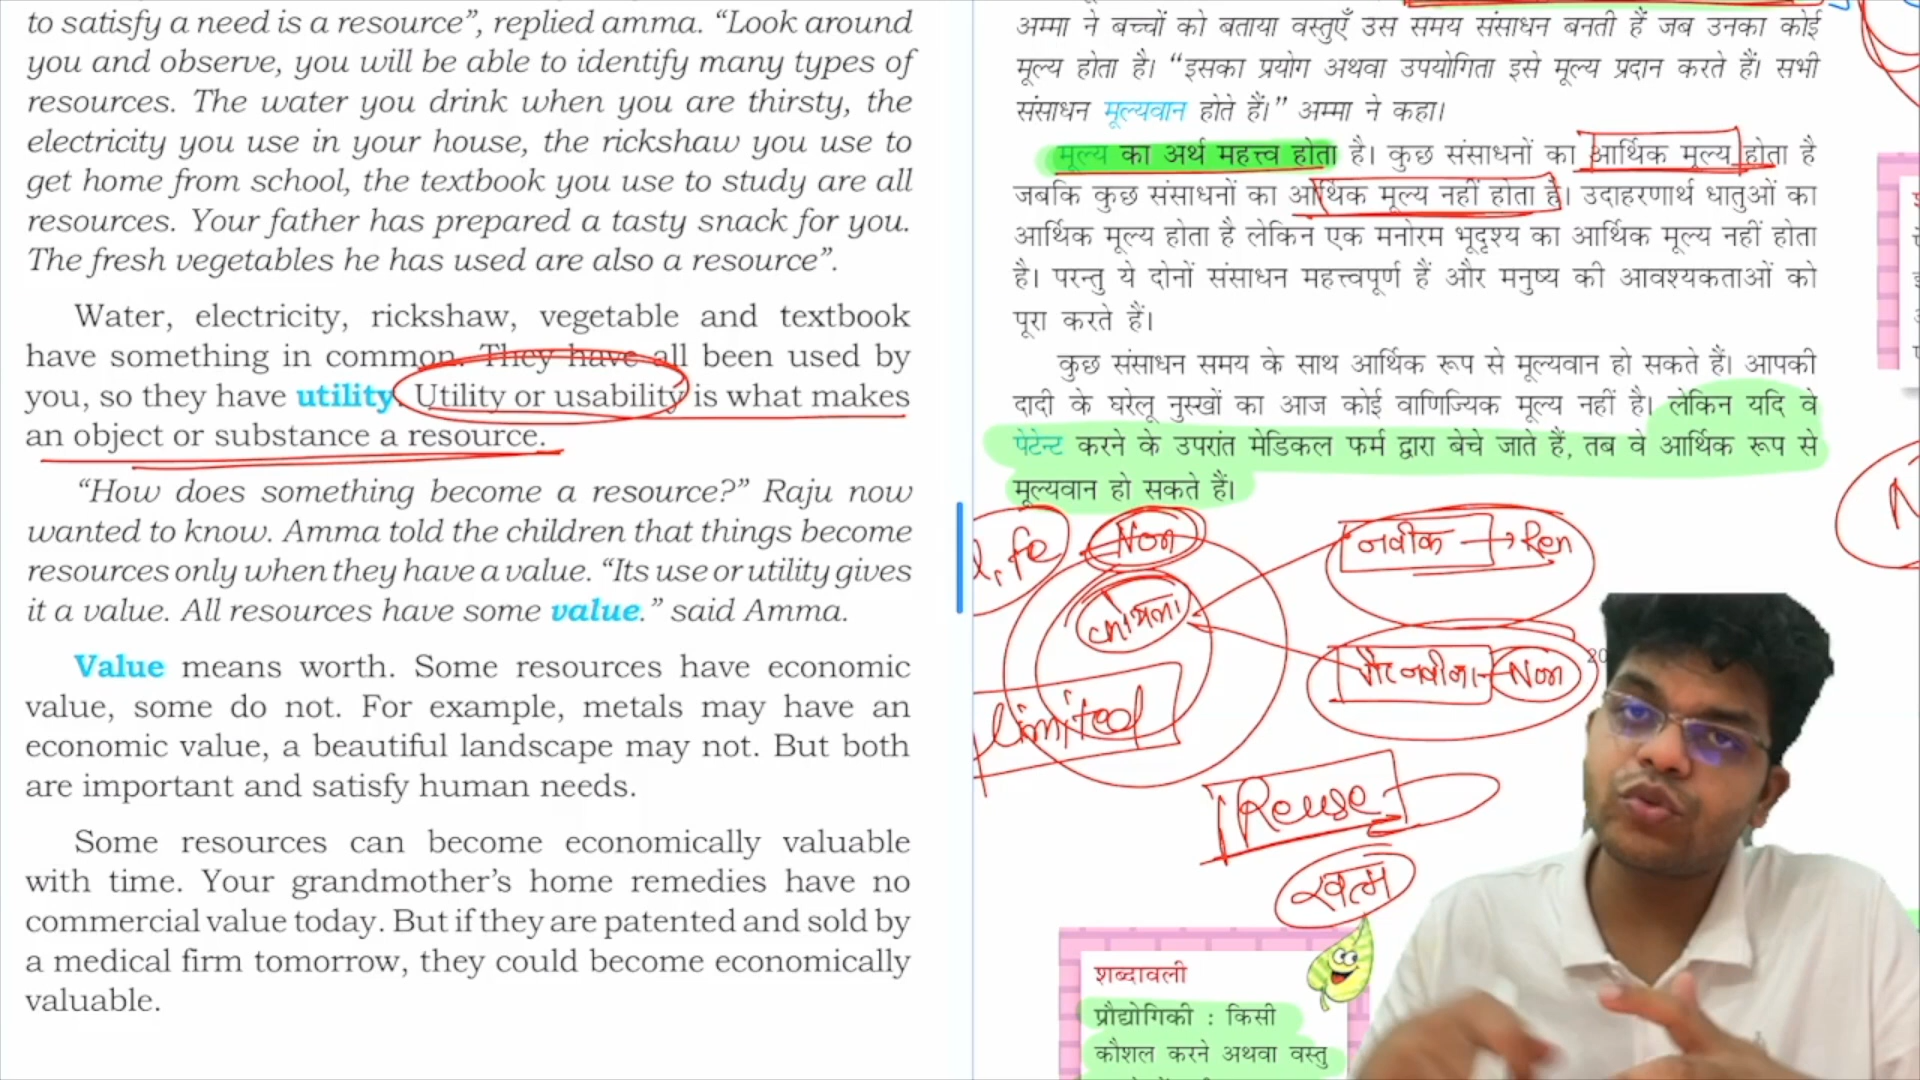 to satisfy a need is a resource”, replied amma. “Look around
you and observe, you will be able to identify many types of
resources. The water you drink when you are thirsty, the
electricity you use in your house, the rickshaw you use to
get home from school, the textbook you use to study are all
resources. Your father has prepared a tasty snack for you.
The fresh vegetables he has used are also a resource”.
Water, electricity, rickshaw, vegetable and textbook
have something in common. They have all been used by
you, so they have utility. Utility or usability is what makes
an object or substance a resource.
“How does something become a resource?” Raju now
wanted to know. Amma told the children that things become
resources only when they have a value. “Its use or utility gives
it a value. All resources have some value.” said Amma.
Value means worth. Some resources have economic
value, some do not. For example, metals may have an
economic value, a beautiful landscape may not. But both
are important and satisfy human needs.
Some resources can become economically valuable
with time. Your grandmother’s home remedies have no
commercial value today. But if they are patented and sold by
a medical firm tomorrow, they could become economically
valuable.
अम्मा ने बच्चों को बताया वस्तुएँ उस समय संसाधन बनती हैं जब उनका कोई
मूल्य होता है। “इसका प्रयोग अथवा उपयोगिता इसे मूल्य प्रदान करते हैं। सभी
संसाधन मूल्यवान होते हैं।” अम्मा ने कहा।
मूल्य का अर्थ महत्त्व होता है। कुछ संसाधनों का आर्थिक मूल्य होता है
जबकि कुछ संसाधनों का आर्थिक मूल्य नहीं होता है। उदाहरणार्थ धातुओं का
आर्थिक मूल्य होता है लेकिन एक मनोरम भूदृश्य का आर्थिक मूल्य नहीं होता
है। परन्तु ये दोनों संसाधन महत्त्वपूर्ण हैं और मनुष्य की आवश्यकताओं को
पूरा करते हैं।
कुछ संसाधन समय के साथ आर्थिक रूप से मूल्यवान हो सकते हैं। आपकी
दादी के घरेलू नुस्खों का आज कोई वाणिज्यिक मूल्य नहीं है। लेकिन यदि वे
पेटेन्ट करने के उपरांत मेडिकल फर्म द्वारा बेचे जाते हैं, तब वे आर्थिक रूप से
मूल्यवान हो सकते हैं।
Non
नवीक → Ren
कोयला
Non
limited
Reuse
खत्म
शब्दावली
प्रौद्योगिकी : किसी
कौशल करने अथवा वस्तु